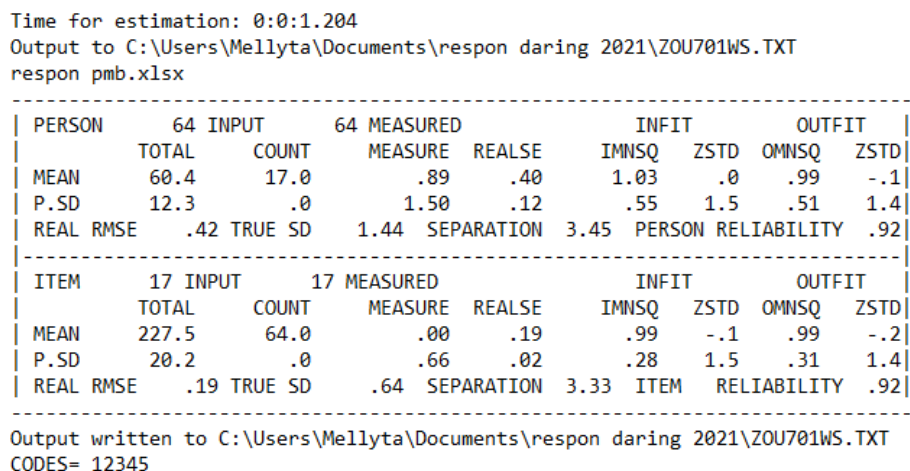 Time for estimation: 0:0:1.204
Output to C:\Users\Mellyta\Documents\respon daring 2021\ZOU701WS.TXT
respon pmb.xlsx
--------------------------------------------------------------------------------
| PERSON      64 INPUT      64 MEASURED               INFIT         OUTFIT   |
|          TOTAL     COUNT     MEASURE  REALSE     IMNSQ   ZSTD  OMNSQ   ZSTD|
| MEAN      60.4      17.0         .89     .40      1.03     .0    .99    -.1|
| P.SD      12.3        .0        1.50     .12       .55    1.5    .51    1.4|
| REAL RMSE    .42 TRUE SD    1.44  SEPARATION  3.45  PERSON RELIABILITY  .92|
|----------------------------------------------------------------------------|
| ITEM      17 INPUT      17 MEASURED                 INFIT         OUTFIT   |
|          TOTAL     COUNT     MEASURE  REALSE     IMNSQ   ZSTD  OMNSQ   ZSTD|
| MEAN     227.5      64.0         .00     .19       .99    -.1    .99    -.2|
| P.SD      20.2        .0         .66     .02       .28    1.5    .31    1.4|
| REAL RMSE    .19 TRUE SD     .64  SEPARATION  3.33  ITEM   RELIABILITY  .92|
--------------------------------------------------------------------------------
Output written to C:\Users\Mellyta\Documents\respon daring 2021\ZOU701WS.TXT
CODES= 12345